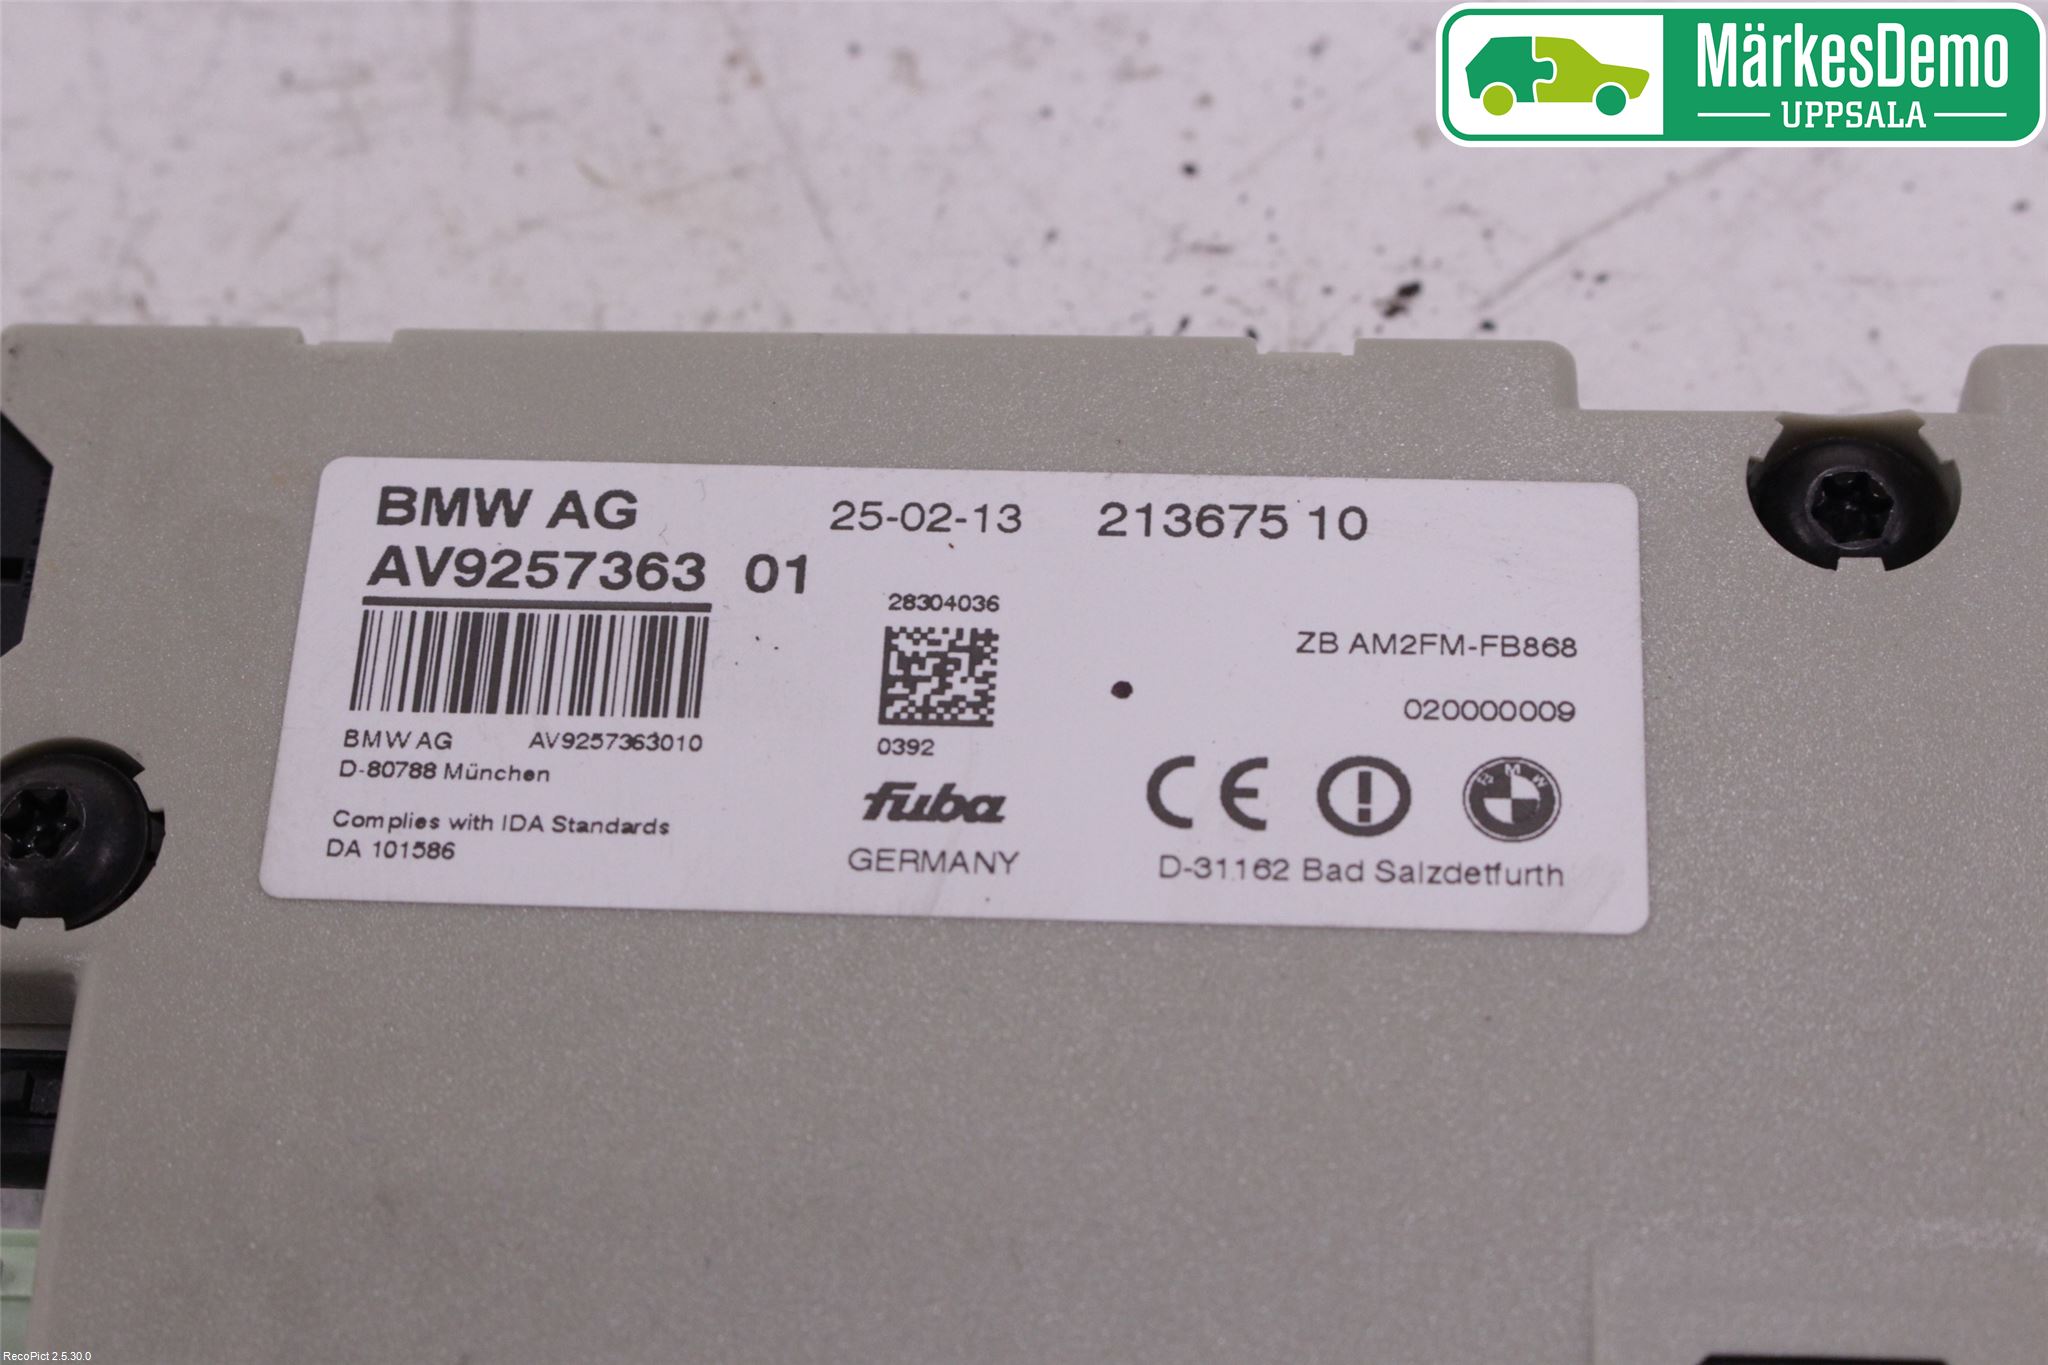 MärkesDemo
UPPSALA
BMW AG
25-02-13
213675 10
AV9257363 01
28304036
ZB AM2FM-FB868
020000009
BMW AG AV9257363010
0392
D-80788 München
fuba
CE
BMW
Complies with IDA Standards
DA 101586
GERMANY
D-31162 Bad Salzdetfurth
RecoPict 2.5.30.0